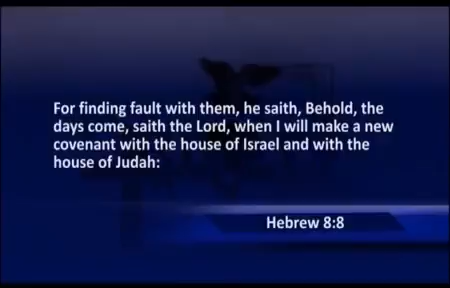 For finding fault with them, he saith, Behold, the
days come, saith the Lord, when I will make a new
covenant with the house of Israel and with the
house of Judah:
Hebrew 8:8